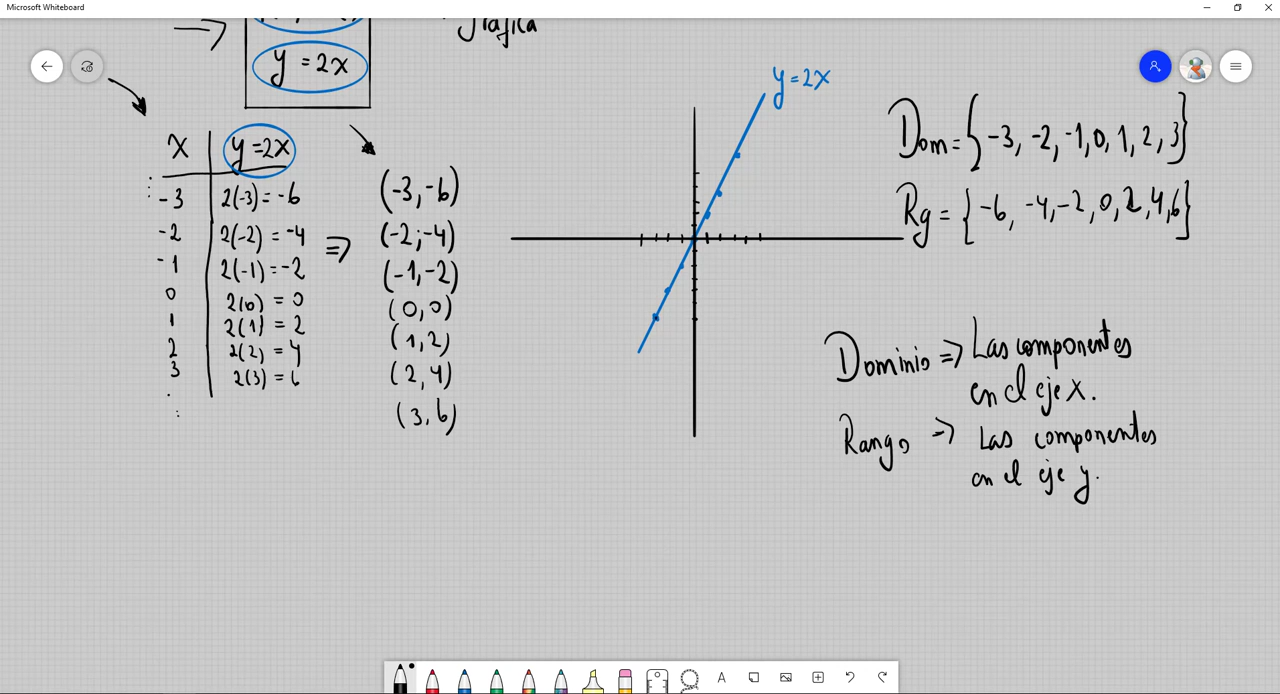 Microsoft Whiteboard
Gráfica
y = 2x
y = 2x
x | y = 2x
-3 | 2(-3) = -6
-2 | 2(-2) = -4
-1 | 2(-1) = -2
0 | 2(0) = 0
1 | 2(1) = 2
2 | 2(2) = 4
3 | 2(3) = 6
⇒
(-3, -6)
(-2; -4)
(-1, -2)
(0, 0)
(1, 2)
(2, 4)
(3, 6)
Dom = {-3, -2, -1, 0, 1, 2, 3}
Rg = {-6, -4, -2, 0, 2, 4, 6}
Dominio => Las componentes
en el eje x.
Rango => Las componentes
en el eje y.
A